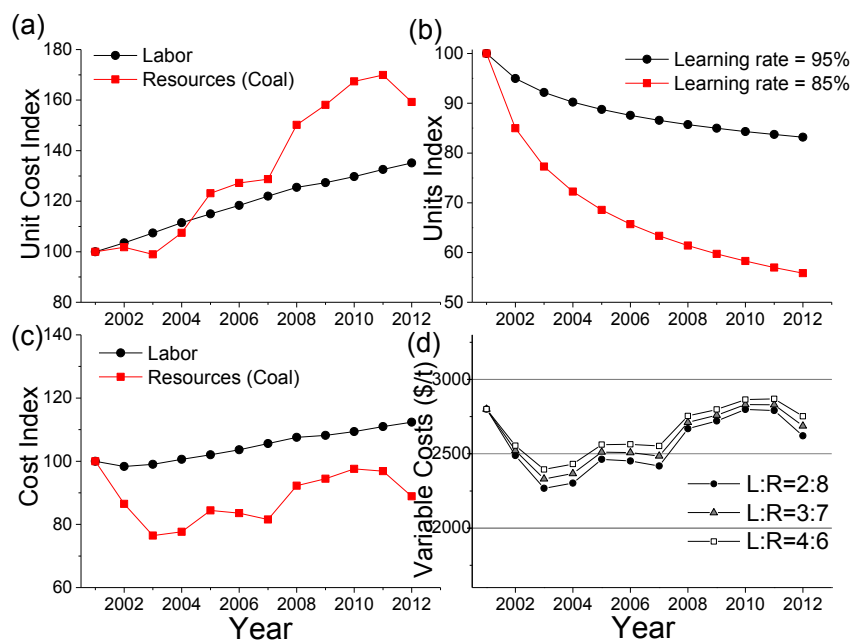 (a)
Labor
Resources (Coal)
Unit Cost Index
180
160
140
120
100
80
2002 2004 2006 2008 2010 2012
(b)
Learning rate = 95%
Learning rate = 85%
Units Index
100
90
80
70
60
50
2002 2004 2006 2008 2010 2012
(c)
Labor
Resources (Coal)
Cost Index
140
120
100
80
60
2002 2004 2006 2008 2010 2012
Year
(d)
Variable Costs ($/t)
3000
2500
2000
L:R=2:8
L:R=3:7
L:R=4:6
2002 2004 2006 2008 2010 2012
Year